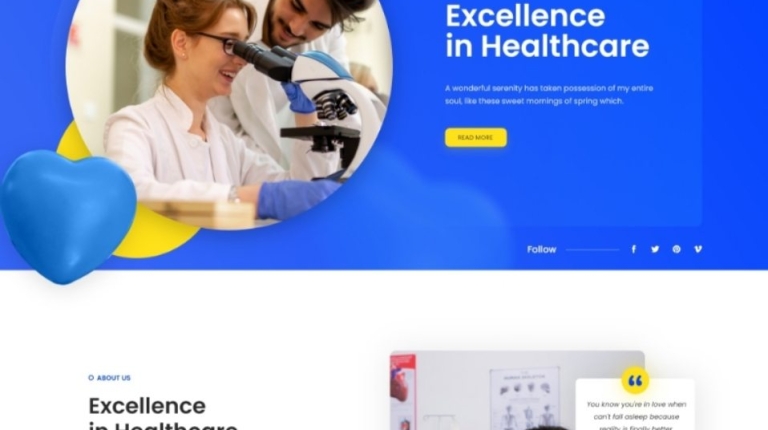 Excellence
in Healthcare
A wonderful serenity has taken possession of my entire
soul, like these sweet mornings of spring which.
READ MORE
Follow
ABOUT US
Excellence
in Healthcare
You know you're in love when
can't fall asleep because
reality is finally better